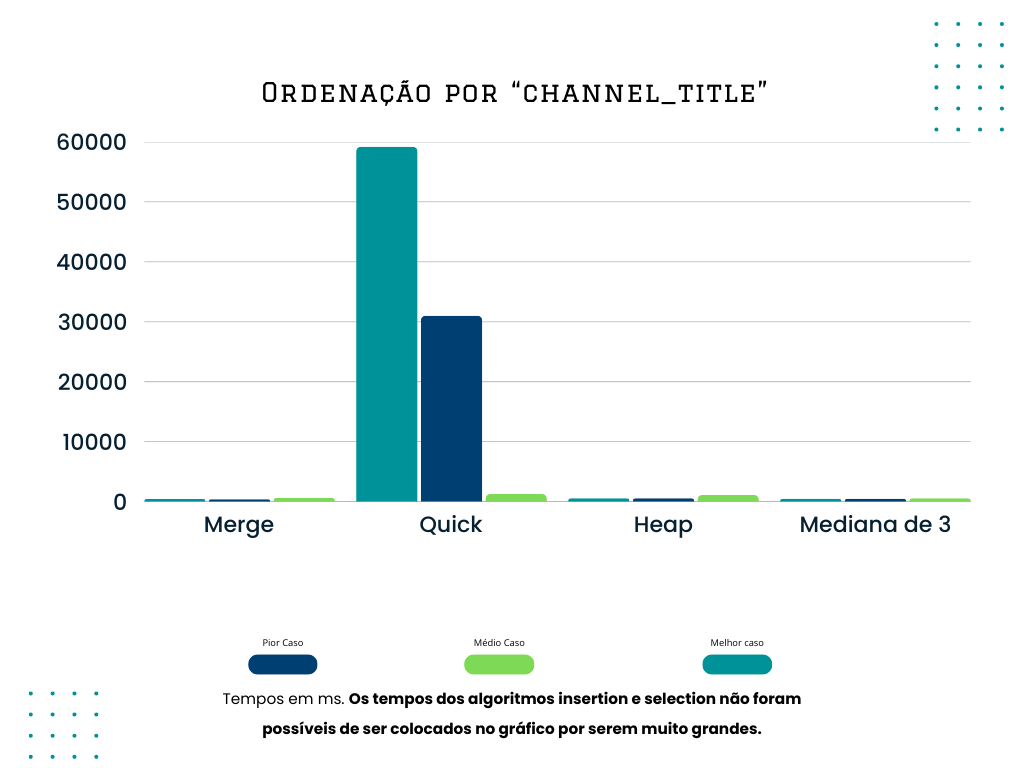 Ordenação por “channel_title”
60000
50000
40000
30000
20000
10000
0
Merge
Quick
Heap
Mediana de 3
Pior Caso
Médio Caso
Melhor caso
Tempos em ms. Os tempos dos algoritmos insertion e selection não foram
possíveis de ser colocados no gráfico por serem muito grandes.